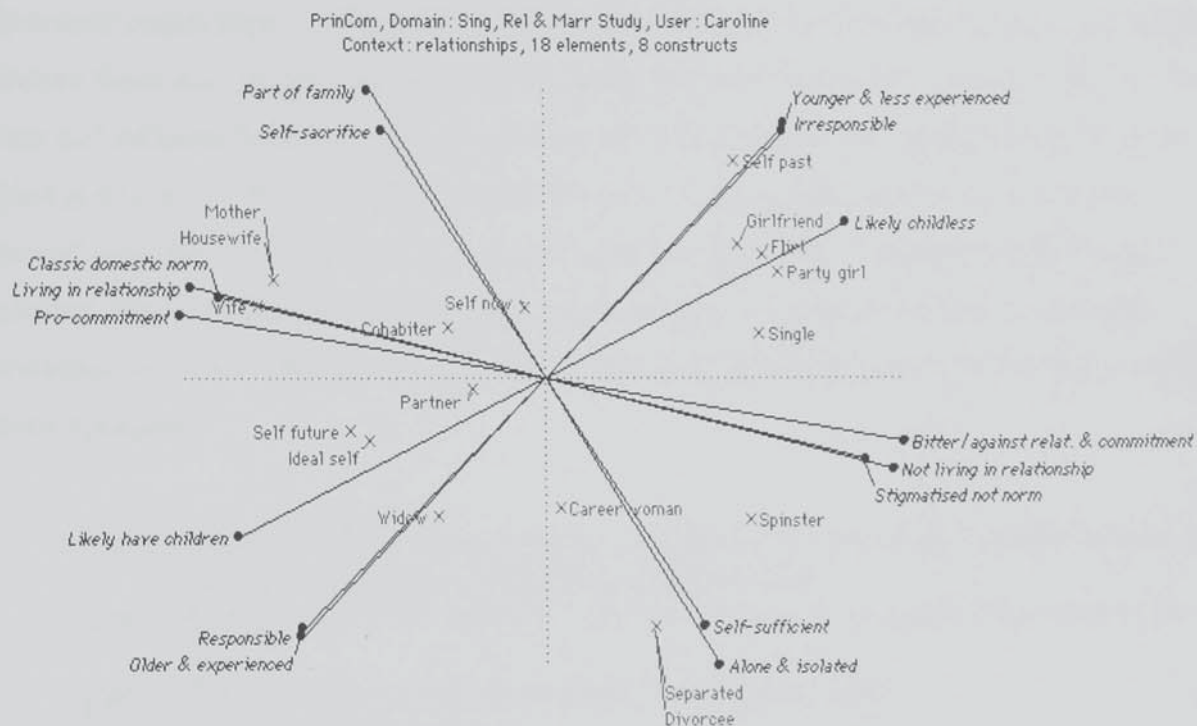 PrinCom, Domain: Sing, Rel & Marr Study, User: Caroline
Context: relationships, 18 elements, 8 constructs
Part of family
Younger & less experienced
Self-sacrifice
Irresponsible
Self past
Mother
Girlfriend
Likely childless
Housewife
Flirt
Classic domestic norm
Party girl
Living in relationship
Wife
Self now
Pro-commitment
Cohabiter
Single
Partner
Self future
Bitter/against relat. & commitment
Ideal self
Not living in relationship
Stigmatised not norm
Widow
Career woman
Spinster
Likely have children
Self-sufficient
Responsible
Older & experienced
Alone & isolated
Separated
Divorcee